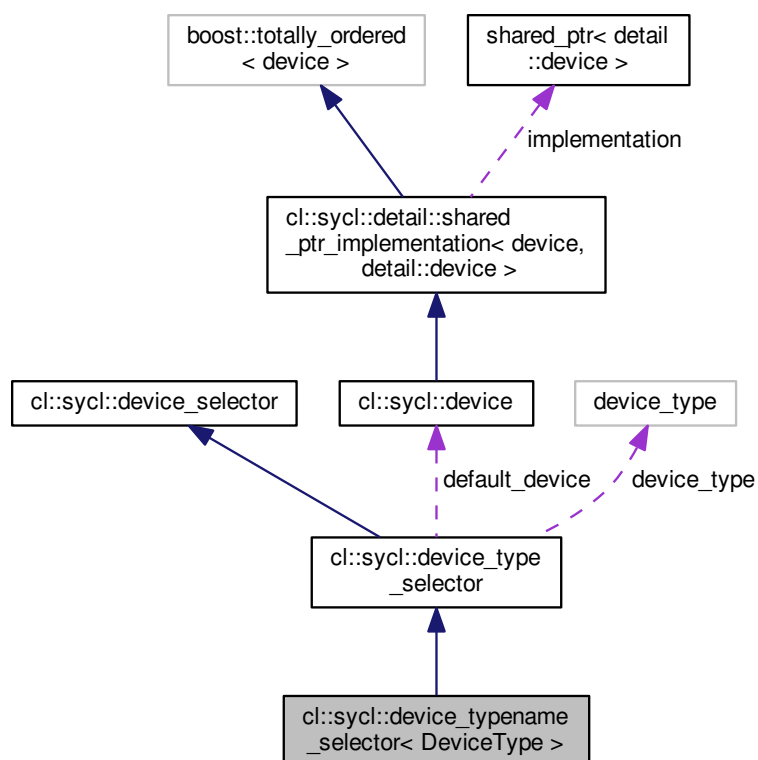 boost::totally_ordered
< device >
shared_ptr< detail
::device >
implementation
cl::sycl::detail::shared
_ptr_implementation< device,
detail::device >
cl::sycl::device_selector
cl::sycl::device
device_type
default_device
device_type
cl::sycl::device_type
_selector
cl::sycl::device_typename
_selector< DeviceType >